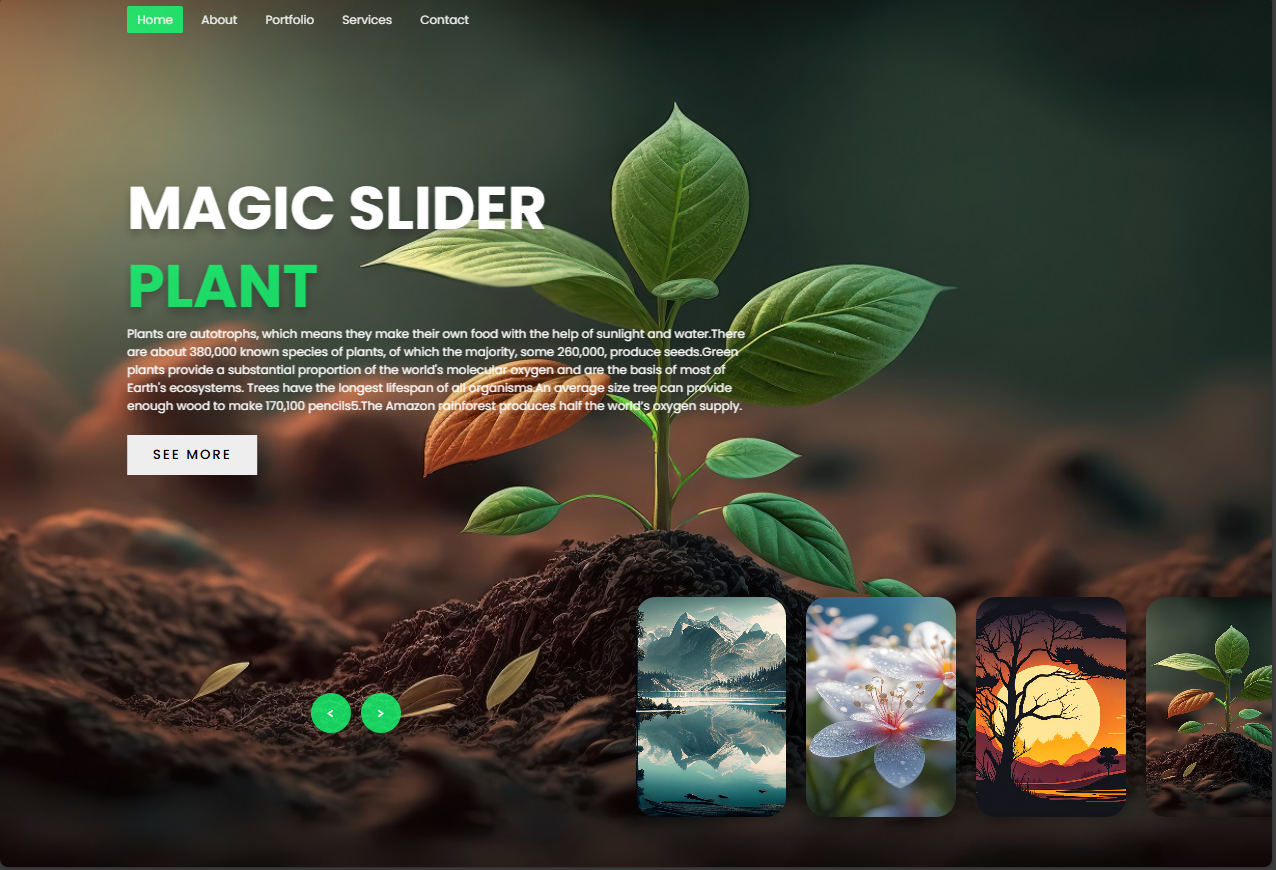 Home About Portfolio Services Contact
MAGIC SLIDER
PLANT
Plants are autotrophs, which means they make their own food with the help of sunlight and water.There
are about 380,000 known species of plants, of which the majority, some 260,000, produce seeds.Green
plants provide a substantial proportion of the world's molecular oxygen and are the basis of most of
Earth's ecosystems. Trees have the longest lifespan of all organisms.An average size tree can provide
enough wood to make 170,100 pencils5.The Amazon rainforest produces half the world's oxygen supply.
SEE MORE
< >